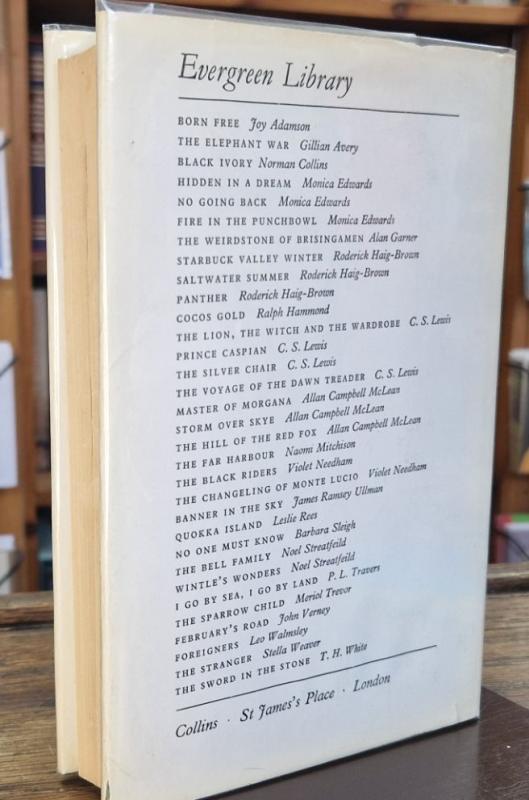 Evergreen Library
BORN FREE Joy Adamson
THE ELEPHANT WAR Gillian Avery
BLACK IVORY Norman Collins
HIDDEN IN A DREAM Monica Edwards
NO GOING BACK Monica Edwards
FIRE IN THE PUNCHBOWL Monica Edwards
THE WEIRDSTONE OF BRISINGAMEN Alan Garner
STARBUCK VALLEY WINTER Roderick Haig-Brown
SALTWATER SUMMER Roderick Haig-Brown
PANTHER Roderick Haig-Brown
COCOS GOLD Ralph Hammond
THE LION, THE WITCH AND THE WARDROBE C. S. Lewis
PRINCE CASPIAN C. S. Lewis
THE SILVER CHAIR C. S. Lewis
THE VOYAGE OF THE DAWN TREADER C. S. Lewis
MASTER OF MORGANA Allan Campbell McLean
STORM OVER SKYE Allan Campbell McLean
THE HILL OF THE RED FOX Allan Campbell McLean
THE FAR HARBOUR Naomi Mitchison
THE BLACK RIDERS Violet Needham
THE CHANGELING OF MONTE LUCIO Violet Needham
BANNER IN THE SKY James Ramsey Ullman
QUOKKA ISLAND Leslie Rees
NO ONE MUST KNOW Barbara Sleigh
THE BELL FAMILY Noel Streatfeild
WINTLE'S WONDERS Noel Streatfeild
I GO BY SEA, I GO BY LAND P. L. Travers
THE SPARROW CHILD Meriol Trevor
FEBRUARY'S ROAD John Verney
FOREIGNERS Leo Walmsley
THE STRANGER Stella Weaver
THE SWORD IN THE STONE T. H. White
Collins · St James's Place · London